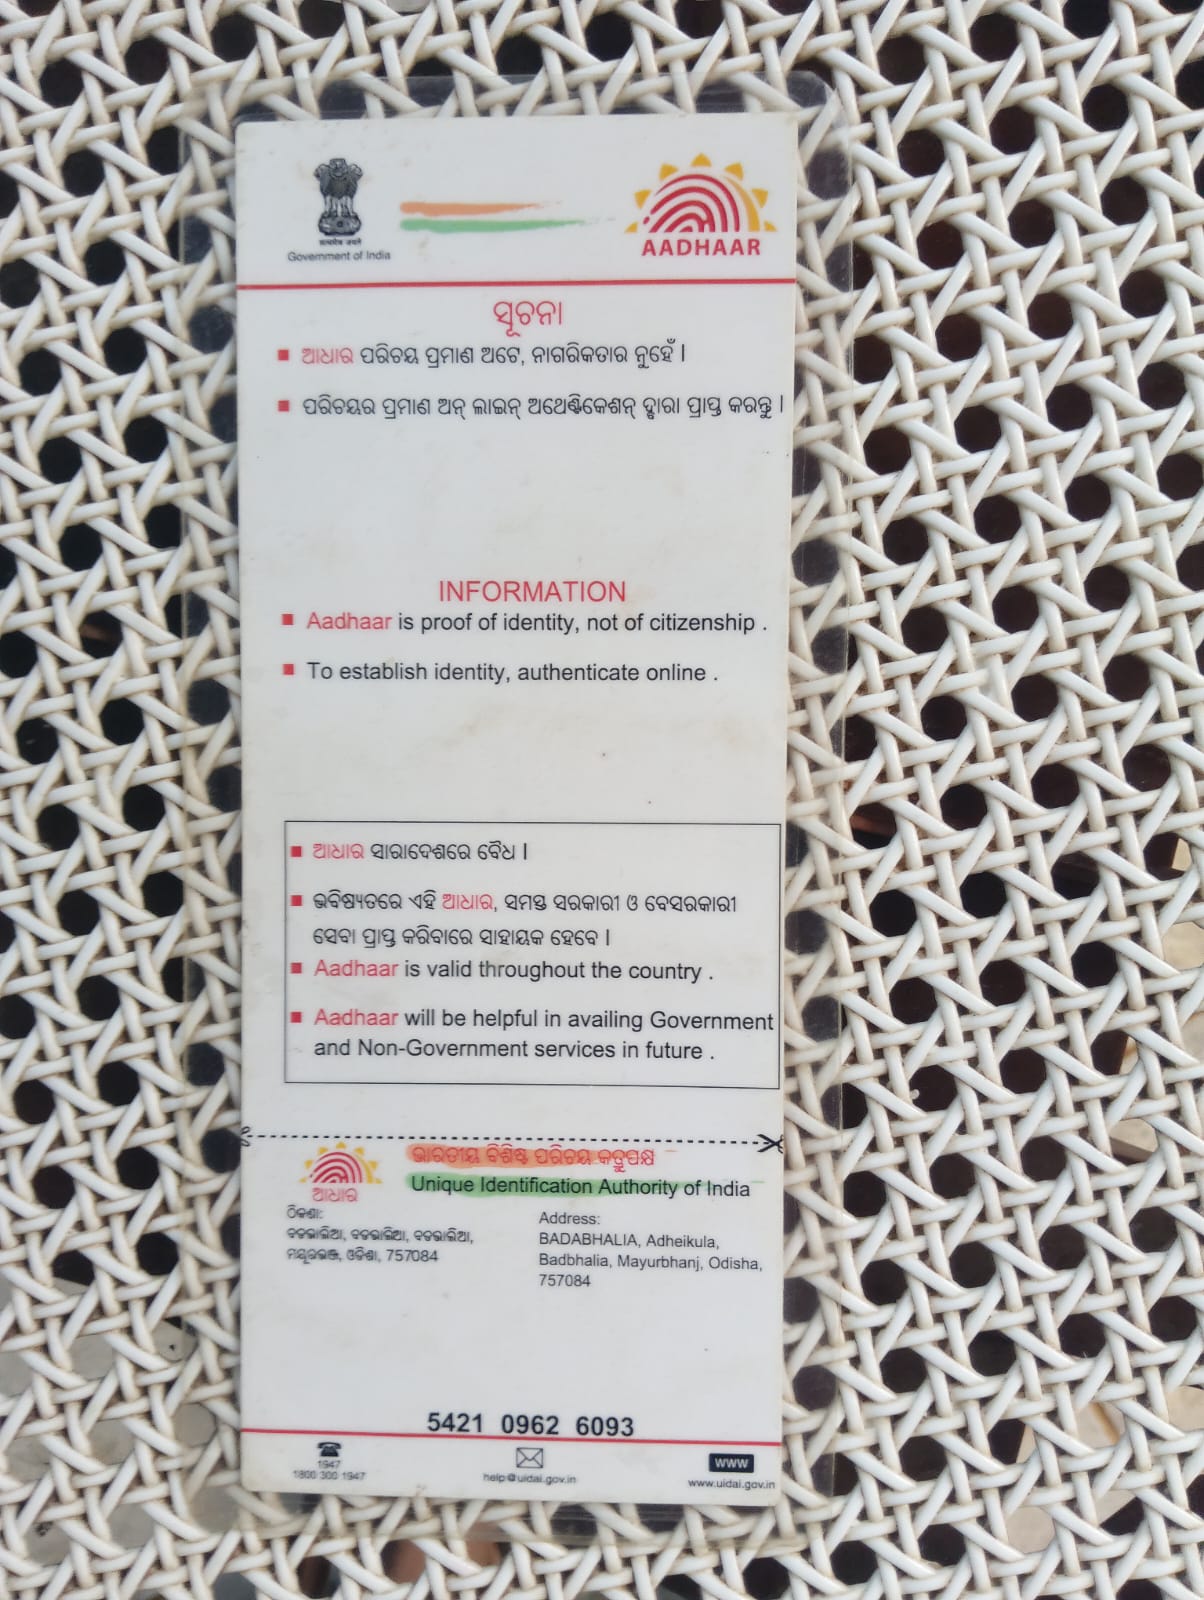 सत्यमेव जयते
Government of India
AADHAAR
ସୂଚନା
ଆଧାର ପରିଚୟ ପ୍ରମାଣ ଅଟେ, ନାଗରିକତାର ନୁହେଁ ।
ପରିଚୟର ପ୍ରମାଣ ଅନ୍ ଲାଇନ୍ ଅଥେଣ୍ଟିକେଶନ୍ ଦ୍ବାରା ପ୍ରାପ୍ତ କରନ୍ତୁ ।
INFORMATION
Aadhaar is proof of identity, not of citizenship .
To establish identity, authenticate online .
ଆଧାର ସାରାଦେଶରେ ବୈଧ ।
ଭବିଷ୍ୟତରେ ଏହି ଆଧାର, ସମସ୍ତ ସରକାରୀ ଓ ବେସରକାରୀ
ସେବା ପ୍ରାପ୍ତ କରିବାରେ ସାହାୟକ ହେବେ ।
Aadhaar is valid throughout the country .
Aadhaar will be helpful in availing Government
and Non-Government services in future .
ଭାରତୀୟ ବିଶିଷ୍ଟ ପରିଚୟ କତ୍ରୁପକ୍ଷ
Unique Identification Authority of India
ଆଧାର
ଠିକଣା:
ବଡଭାଲିଆ, ବଡଭାଲିଆ, ବଡଭାଲିଆ,
ମୟୂରଭଞ୍ଜ, ଓଡିଶା, 757084
Address:
BADABHALIA, Adheikula,
Badbhalia, Mayurbhanj, Odisha,
757084
5421 0962 6093
1947
1800 300 1947
help@uidai.gov.in
WWW
www.uidai.gov.in